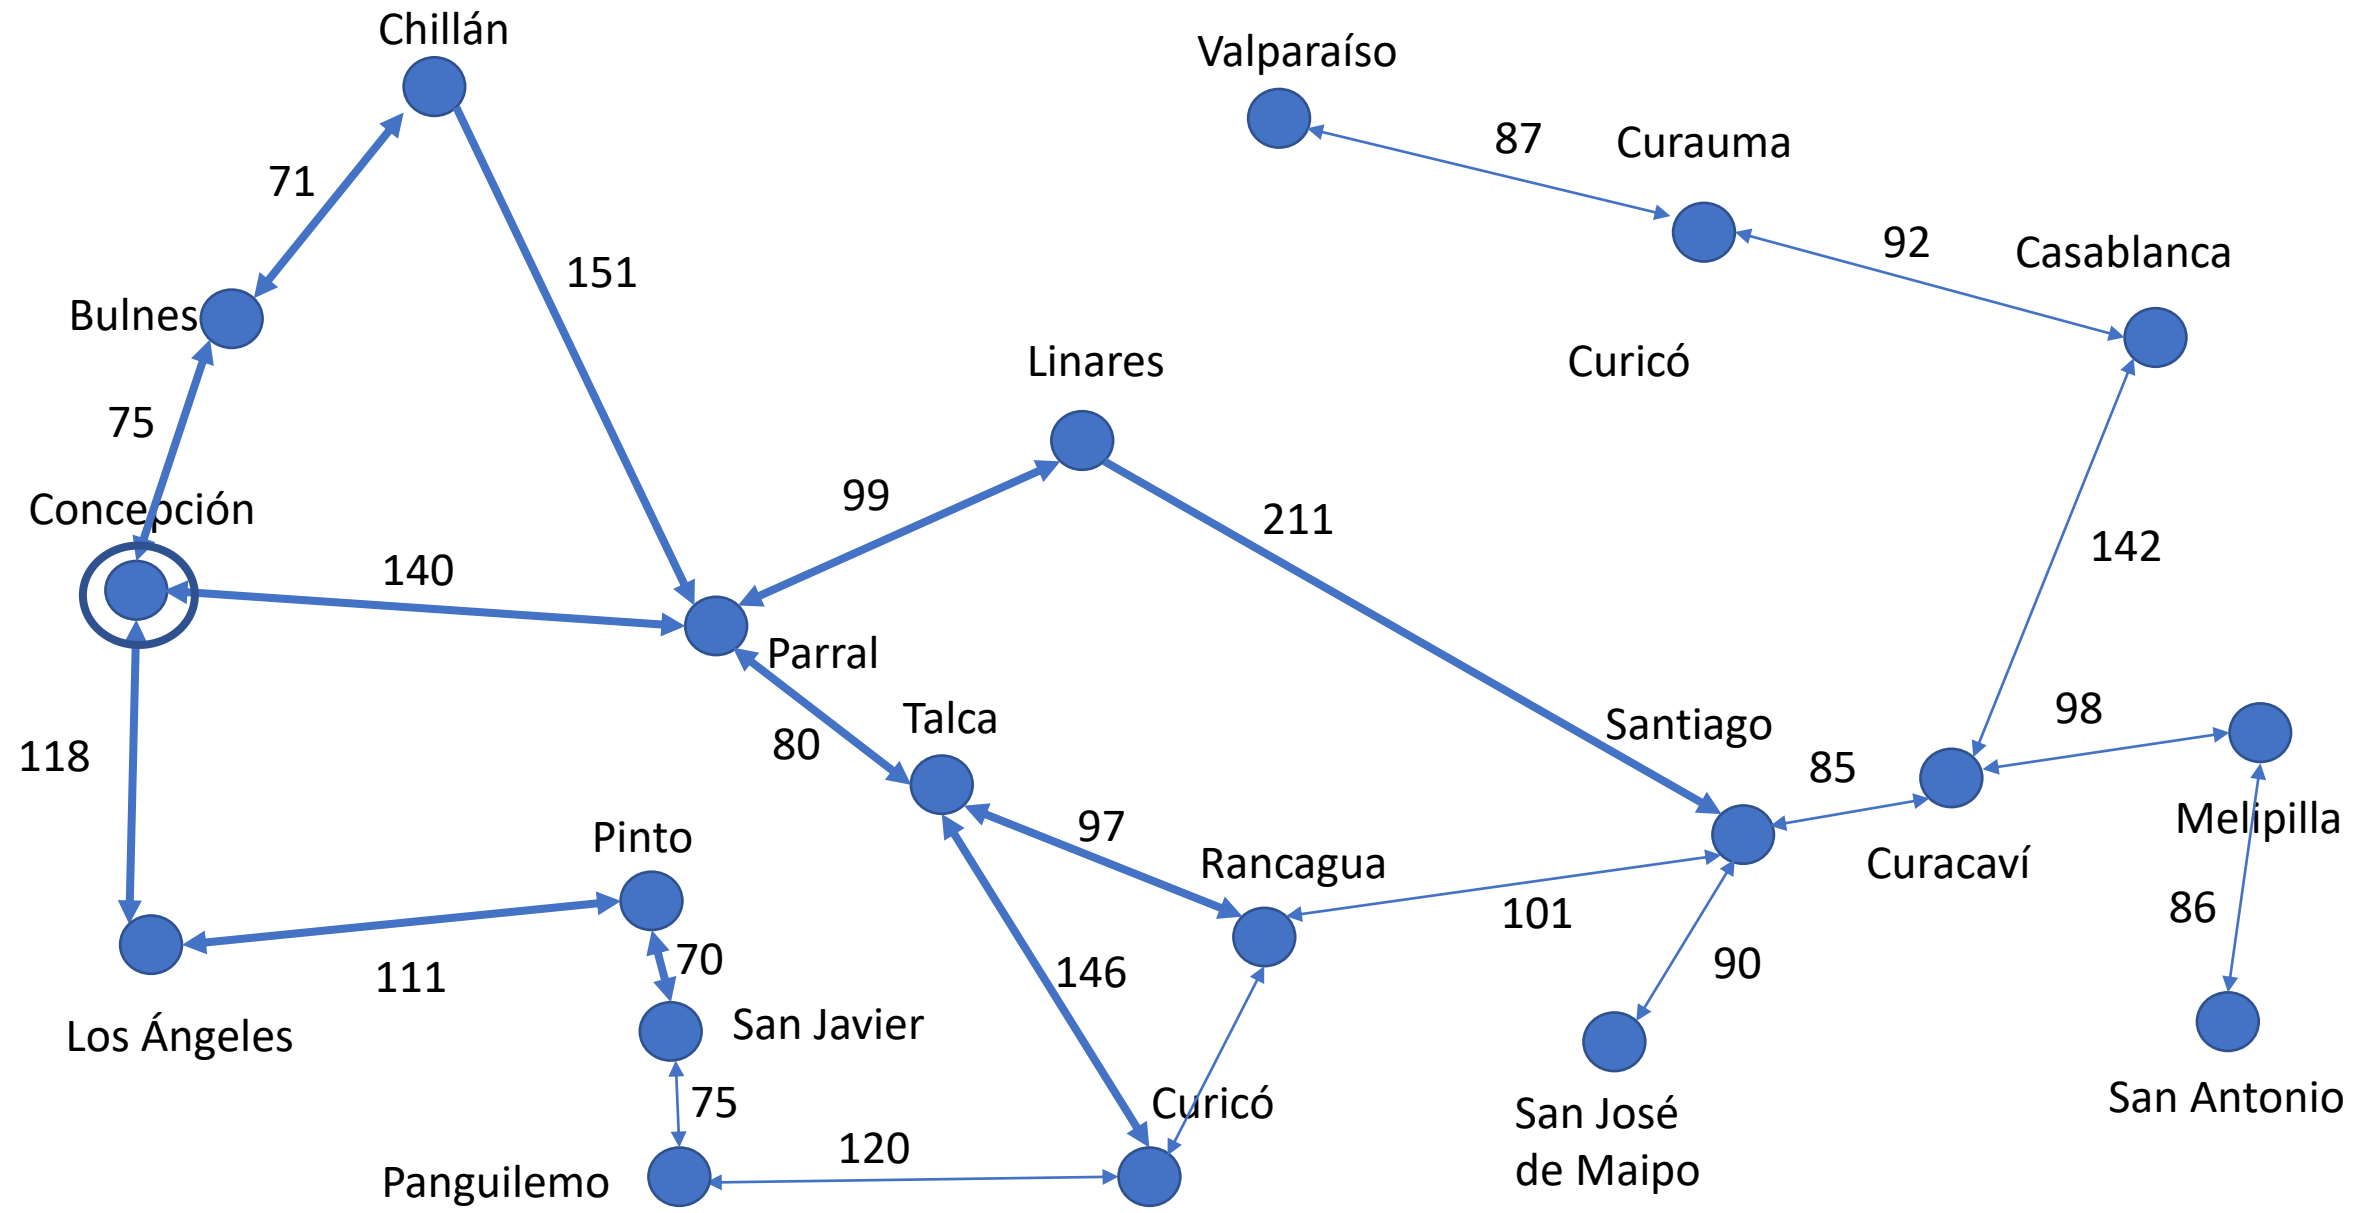 Chillán
Valparaíso
87
Curauma
71
92
Casablanca
151
Bulnes
Linares
Curicó
75
99
Concepción
211
142
140
Parral
Talca
98
Santiago
118
80
85
97
Melipilla
Pinto
Rancagua
Curacaví
101
86
70
111
146
90
San Javier
Los Ángeles
75
Curicó
San José
de Maipo
San Antonio
120
Panguilemo